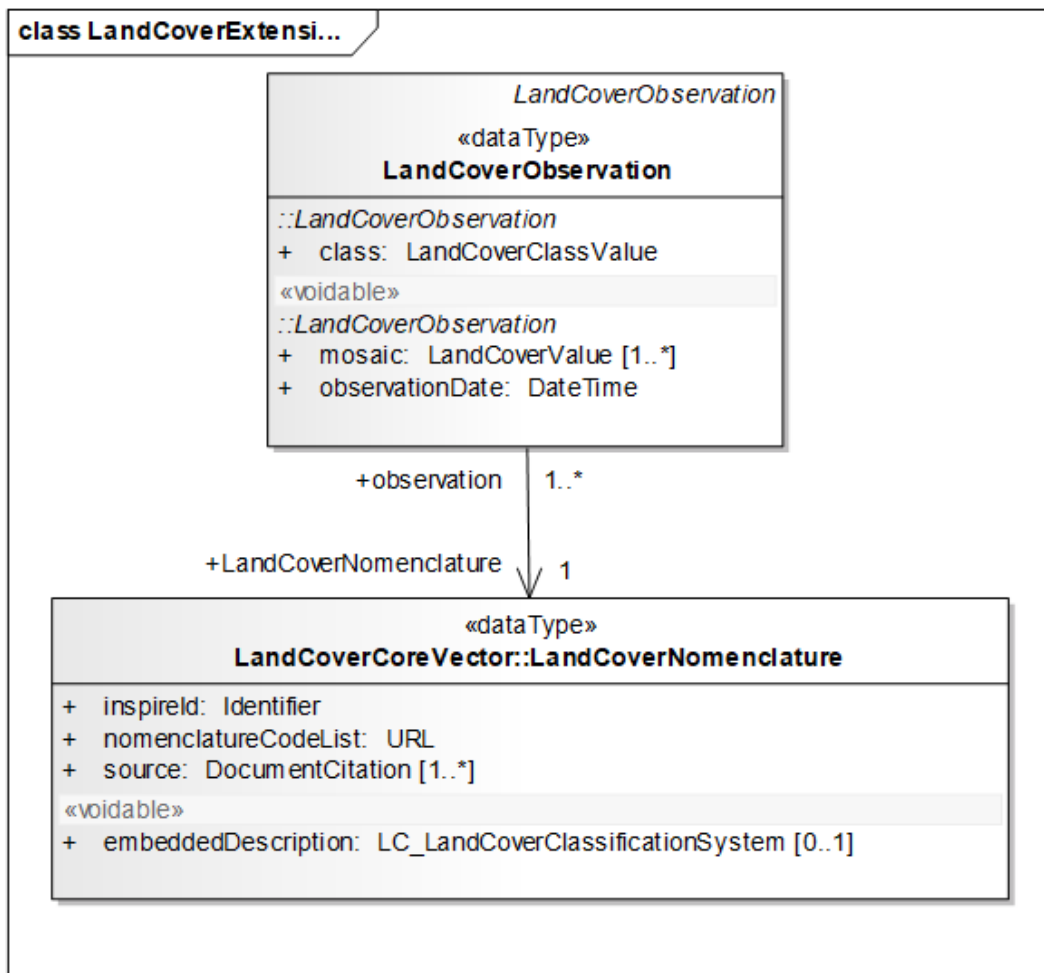 class LandCoverExtensi...
LandCoverObservation
«dataType»
LandCoverObservation
::LandCoverObservation
+ class: LandCoverClassValue
«voidable»
::LandCoverObservation
+ mosaic: LandCoverValue [1..*]
+ observationDate: DateTime
+observation 1..*
+LandCoverNomenclature 1
«dataType»
LandCoverCoreVector::LandCoverNomenclature
+ inspireId: Identifier
+ nomenclatureCodeList: URL
+ source: DocumentCitation [1..*]
«voidable»
+ embeddedDescription: LC_LandCoverClassificationSystem [0..1]